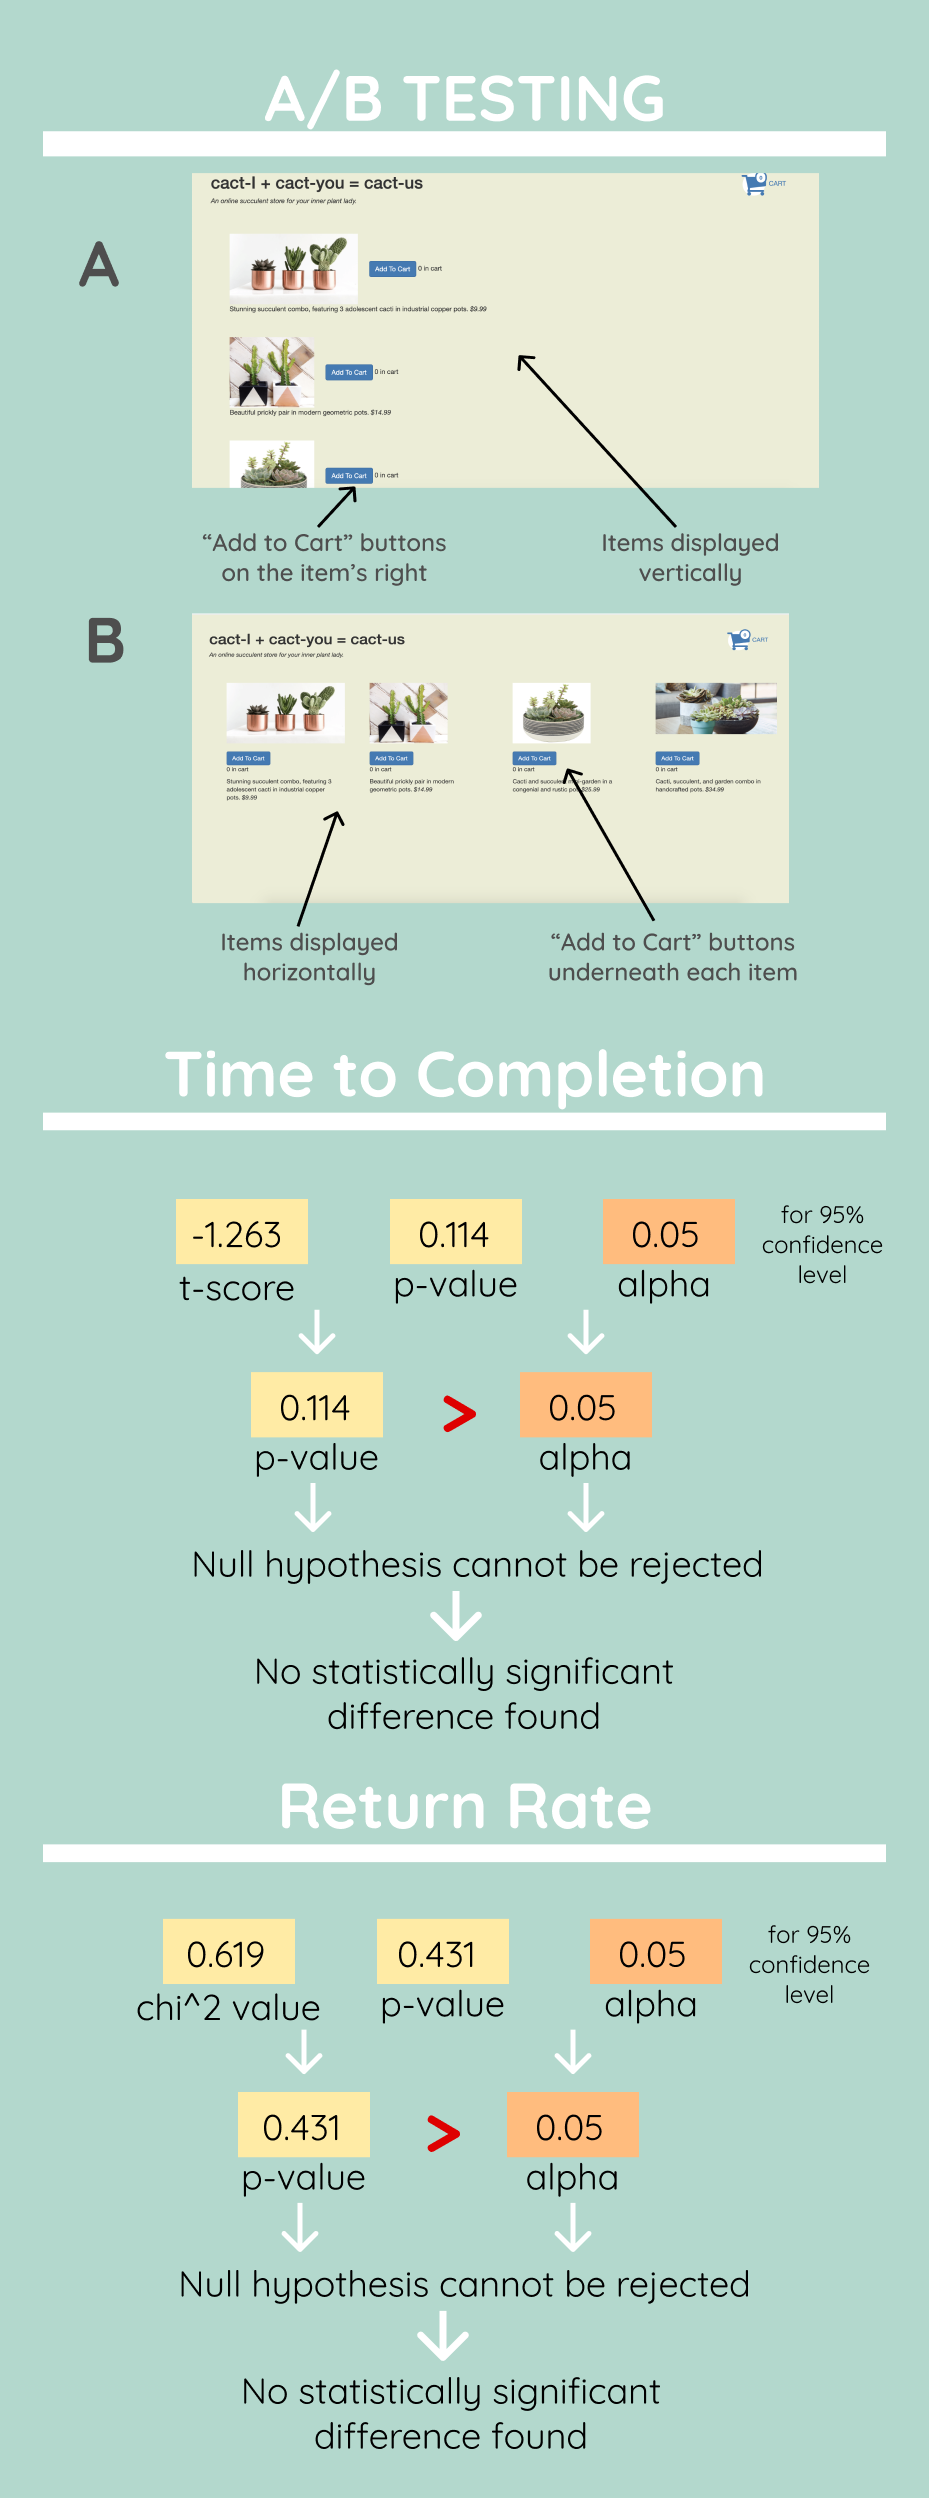 A/B TESTING
A
cact-I + cact-you = cact-us
An online succulent store for your inner plant lady.
0
CART
Add To Cart 0 in cart
Stunning succulent combo, featuring 3 adolescent cacti in industrial copper pots. $9.99
Add To Cart 0 in cart
Beautiful prickly pair in modern geometric pots. $14.99
Add To Cart 0 in cart
“Add to Cart” buttons
on the item’s right
Items displayed
vertically
B
cact-I + cact-you = cact-us
An online succulent store for your inner plant lady.
0
CART
Add To Cart
0 in cart
Stunning succulent combo, featuring 3
adolescent cacti in industrial copper
pots. $9.99
Add To Cart
0 in cart
Beautiful prickly pair in modern
geometric pots. $14.99
Add To Cart
0 in cart
Cacti and succulent -garden in a
congenial and rustic $25.99
Add To Cart
0 in cart
Cacti, succulent, and garden combo in
handcrafted pots. $34.99
Items displayed
horizontally
“Add to Cart” buttons
underneath each item
Time to Completion
-1.263
t-score
0.114
p-value
0.05
alpha
for 95%
confidence
level
0.114
p-value
>
0.05
alpha
Null hypothesis cannot be rejected
No statistically significant
difference found
Return Rate
0.619
chi^2 value
0.431
p-value
0.05
alpha
for 95%
confidence
level
0.431
p-value
>
0.05
alpha
Null hypothesis cannot be rejected
No statistically significant
difference found